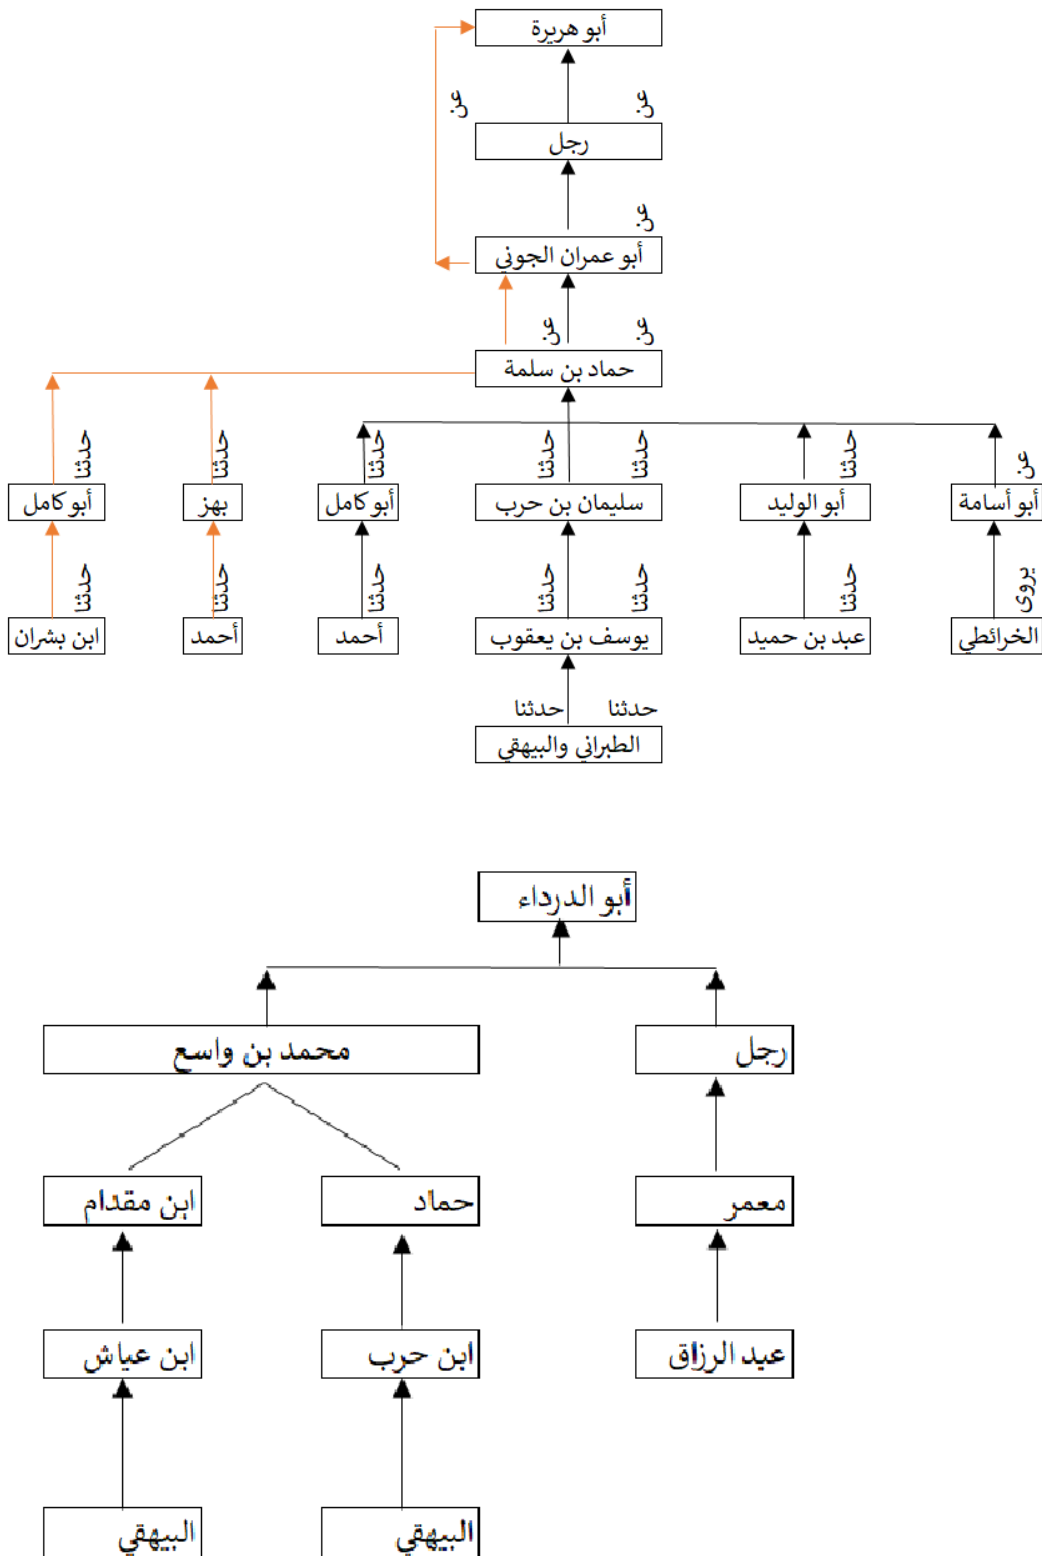 أبو هريرة
عن عن
رجل
عن
أبو عمران الجوني
عن عن
حماد بن سلمة
عن حدثنا حدثنا حدثنا حدثنا حدثنا حدثنا
أبو أسامة أبو الوليد سليمان بن حرب أبو كامل بهز أبو كامل
يروى حدثنا حدثنا حدثنا حدثنا حدثنا حدثنا
الخرائطي عبد بن حميد يوسف بن يعقوب أحمد أحمد ابن بشران
حدثنا حدثنا
الطبراني والبيهقي
أبو الدرداء
رجل محمد بن واسع
معمر حماد ابن مقدام
عبد الرزاق ابن حرب ابن عياش
البيهقي البيهقي